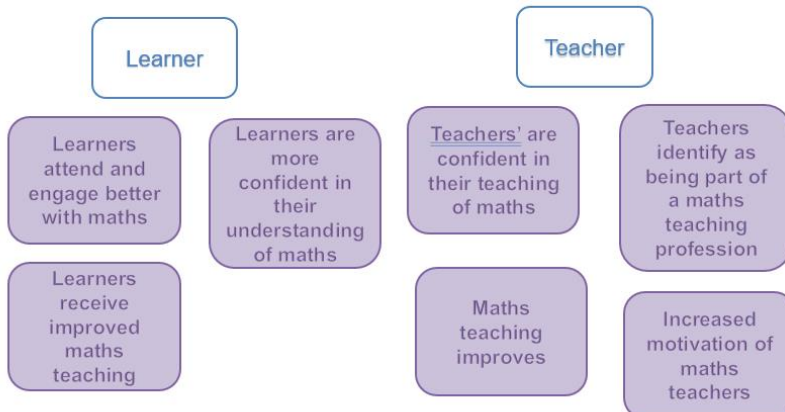 Learner
Teacher
Learners
attend and
engage better
with maths
Learners are
more
confident in
their
understanding
of maths
Teachers' are
confident in
their teaching
of maths
Teachers
identify as
being part of
a maths
teaching
profession
Learners
receive
improved
maths
teaching
Maths
teaching
improves
Increased
motivation of
maths
teachers